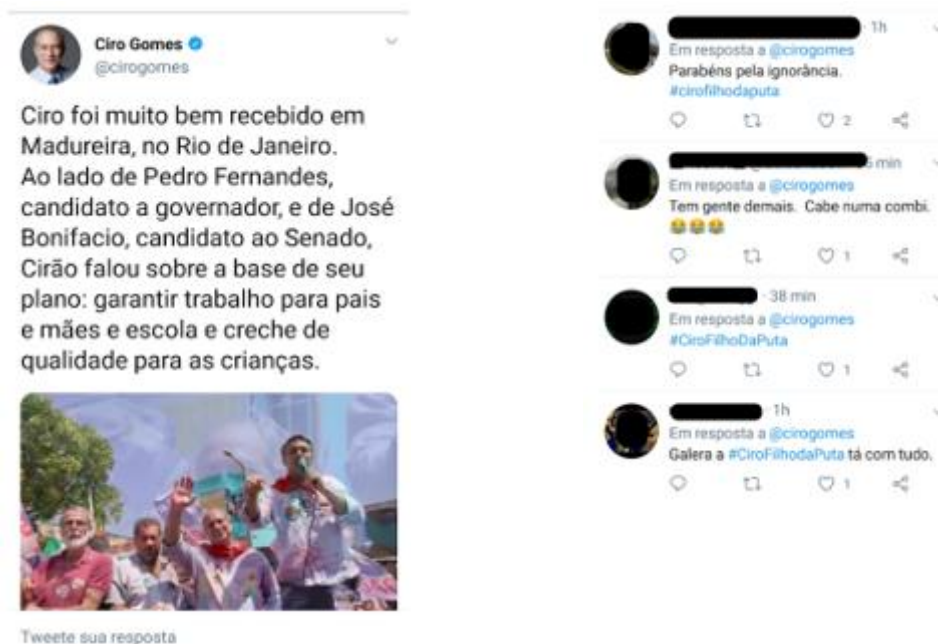 Ciro Gomes
@cirogomes
Ciro foi muito bem recebido em
Madureira, no Rio de Janeiro.
Ao lado de Pedro Fernandes,
candidato a governador, e de José
Bonifacio, candidato ao Senado,
Cirão falou sobre a base de seu
plano: garantir trabalho para pais
e mães e escola e creche de
qualidade para as crianças.
Tweete sua resposta
1h
Em resposta a @cirogomes
Parabéns pela ignorância.
#cirofilhodaputa
2
min
Em resposta a @cirogomes
Tem gente demais. Cabe numa combi.
😂😂😂
1
· 38 min
Em resposta a @cirogomes
#CiroFilhoDaPuta
1
· 1h
Em resposta a @cirogomes
Galera a #CiroFilhodaPuta tá com tudo.
1